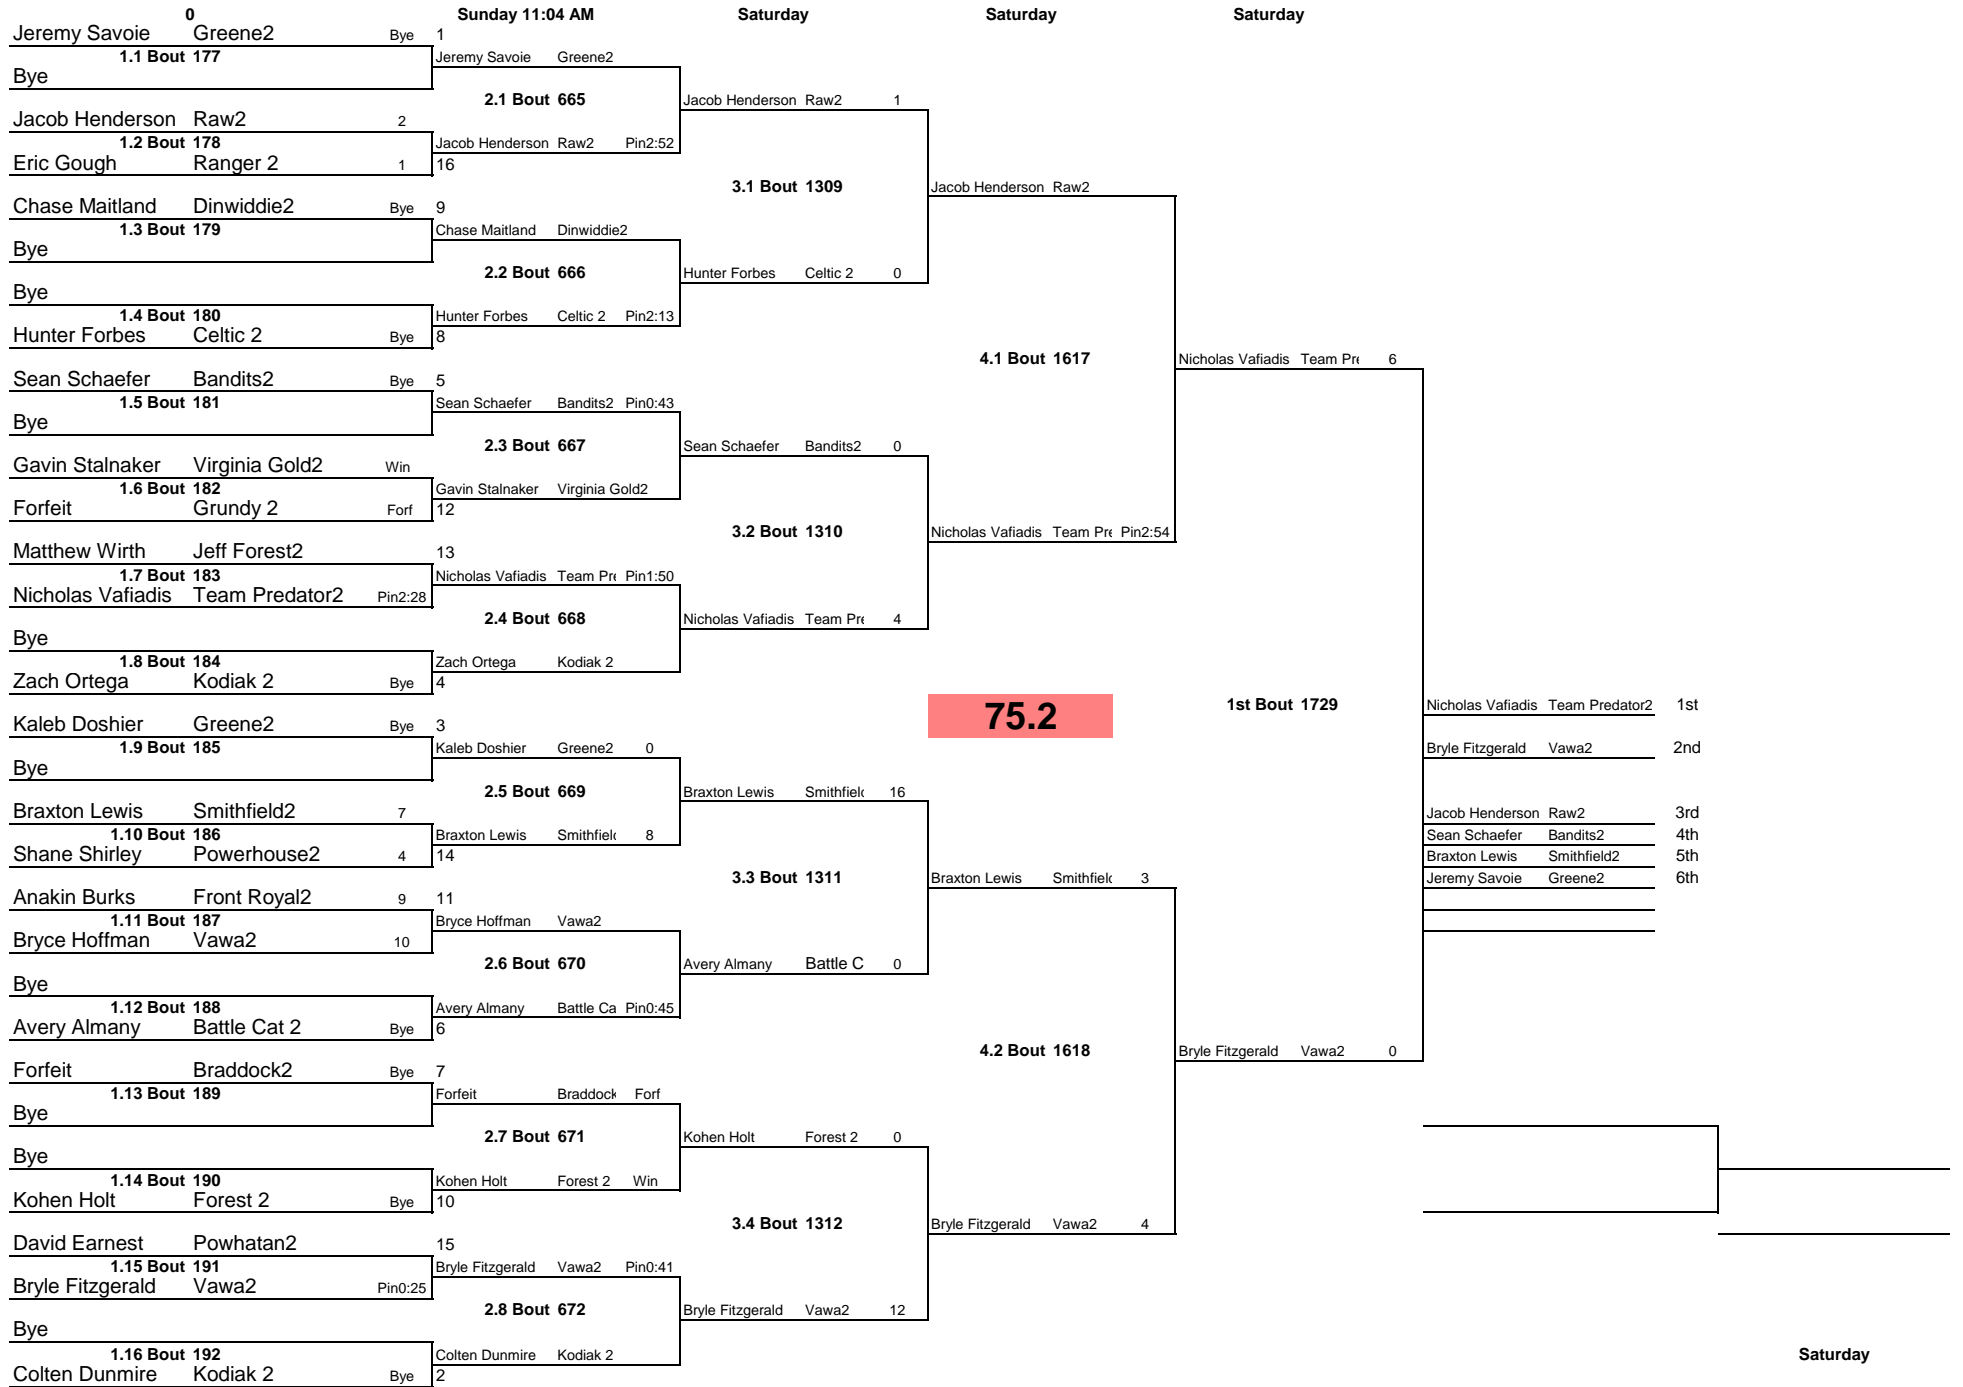 0 Sunday 11:04 AM Saturday Saturday Saturday
Jeremy Savoie Greene2 Bye 1
1.1 Bout 177 Jeremy Savoie Greene2
Bye
2.1 Bout 665 Jacob Henderson Raw2 1
Jacob Henderson Raw2 2
1.2 Bout 178 Jacob Henderson Raw2 Pin2:52
Eric Gough Ranger 2 1 16
3.1 Bout 1309 Jacob Henderson Raw2
Chase Maitland Dinwiddie2 Bye 9
1.3 Bout 179 Chase Maitland Dinwiddie2
Bye
2.2 Bout 666 Hunter Forbes Celtic 2 0
Bye
1.4 Bout 180 Hunter Forbes Celtic 2 Pin2:13
Hunter Forbes Celtic 2 Bye 8
4.1 Bout 1617 Nicholas Vafiadis Team Pre 6
Sean Schaefer Bandits2 Bye 5
1.5 Bout 181 Sean Schaefer Bandits2 Pin0:43
Bye
2.3 Bout 667 Sean Schaefer Bandits2 0
Gavin Stalnaker Virginia Gold2 Win
1.6 Bout 182 Gavin Stalnaker Virginia Gold2
Forfeit Grundy 2 Forf 12
3.2 Bout 1310 Nicholas Vafiadis Team Pre Pin2:54
Matthew Wirth Jeff Forest2 13
1.7 Bout 183 Nicholas Vafiadis Team Pre Pin1:50
Nicholas Vafiadis Team Predator2 Pin2:28
2.4 Bout 668 Nicholas Vafiadis Team Pre 4
Bye
1.8 Bout 184 Zach Ortega Kodiak 2
Zach Ortega Kodiak 2 Bye 4
75.2 1st Bout 1729 Nicholas Vafiadis Team Predator2 1st
Kaleb Doshier Greene2 Bye 3
1.9 Bout 185 Kaleb Doshier Greene2 0 Bryle Fitzgerald Vawa2 2nd
Bye
2.5 Bout 669 Braxton Lewis Smithfield 16
Braxton Lewis Smithfield2 7 Jacob Henderson Raw2 3rd
1.10 Bout 186 Braxton Lewis Smithfield 8 Sean Schaefer Bandits2 4th
Shane Shirley Powerhouse2 4 14 Braxton Lewis Smithfield2 5th
3.3 Bout 1311 Braxton Lewis Smithfield 3 Jeremy Savoie Greene2 6th
Anakin Burks Front Royal2 9 11
1.11 Bout 187 Bryce Hoffman Vawa2
Bryce Hoffman Vawa2 10
2.6 Bout 670 Avery Almany Battle C 0
Bye
1.12 Bout 188 Avery Almany Battle Ca Pin0:45
Avery Almany Battle Cat 2 Bye 6
4.2 Bout 1618 Bryle Fitzgerald Vawa2 0
Forfeit Braddock2 Bye 7
1.13 Bout 189 Forfeit Braddock Forf
Bye
2.7 Bout 671 Kohen Holt Forest 2 0
Bye
1.14 Bout 190 Kohen Holt Forest 2 Win
Kohen Holt Forest 2 Bye 10
3.4 Bout 1312 Bryle Fitzgerald Vawa2 4
David Earnest Powhatan2 15
1.15 Bout 191 Bryle Fitzgerald Vawa2 Pin0:41
Bryle Fitzgerald Vawa2 Pin0:25
2.8 Bout 672 Bryle Fitzgerald Vawa2 12
Bye
1.16 Bout 192 Colten Dunmire Kodiak 2 Saturday
Colten Dunmire Kodiak 2 Bye 2